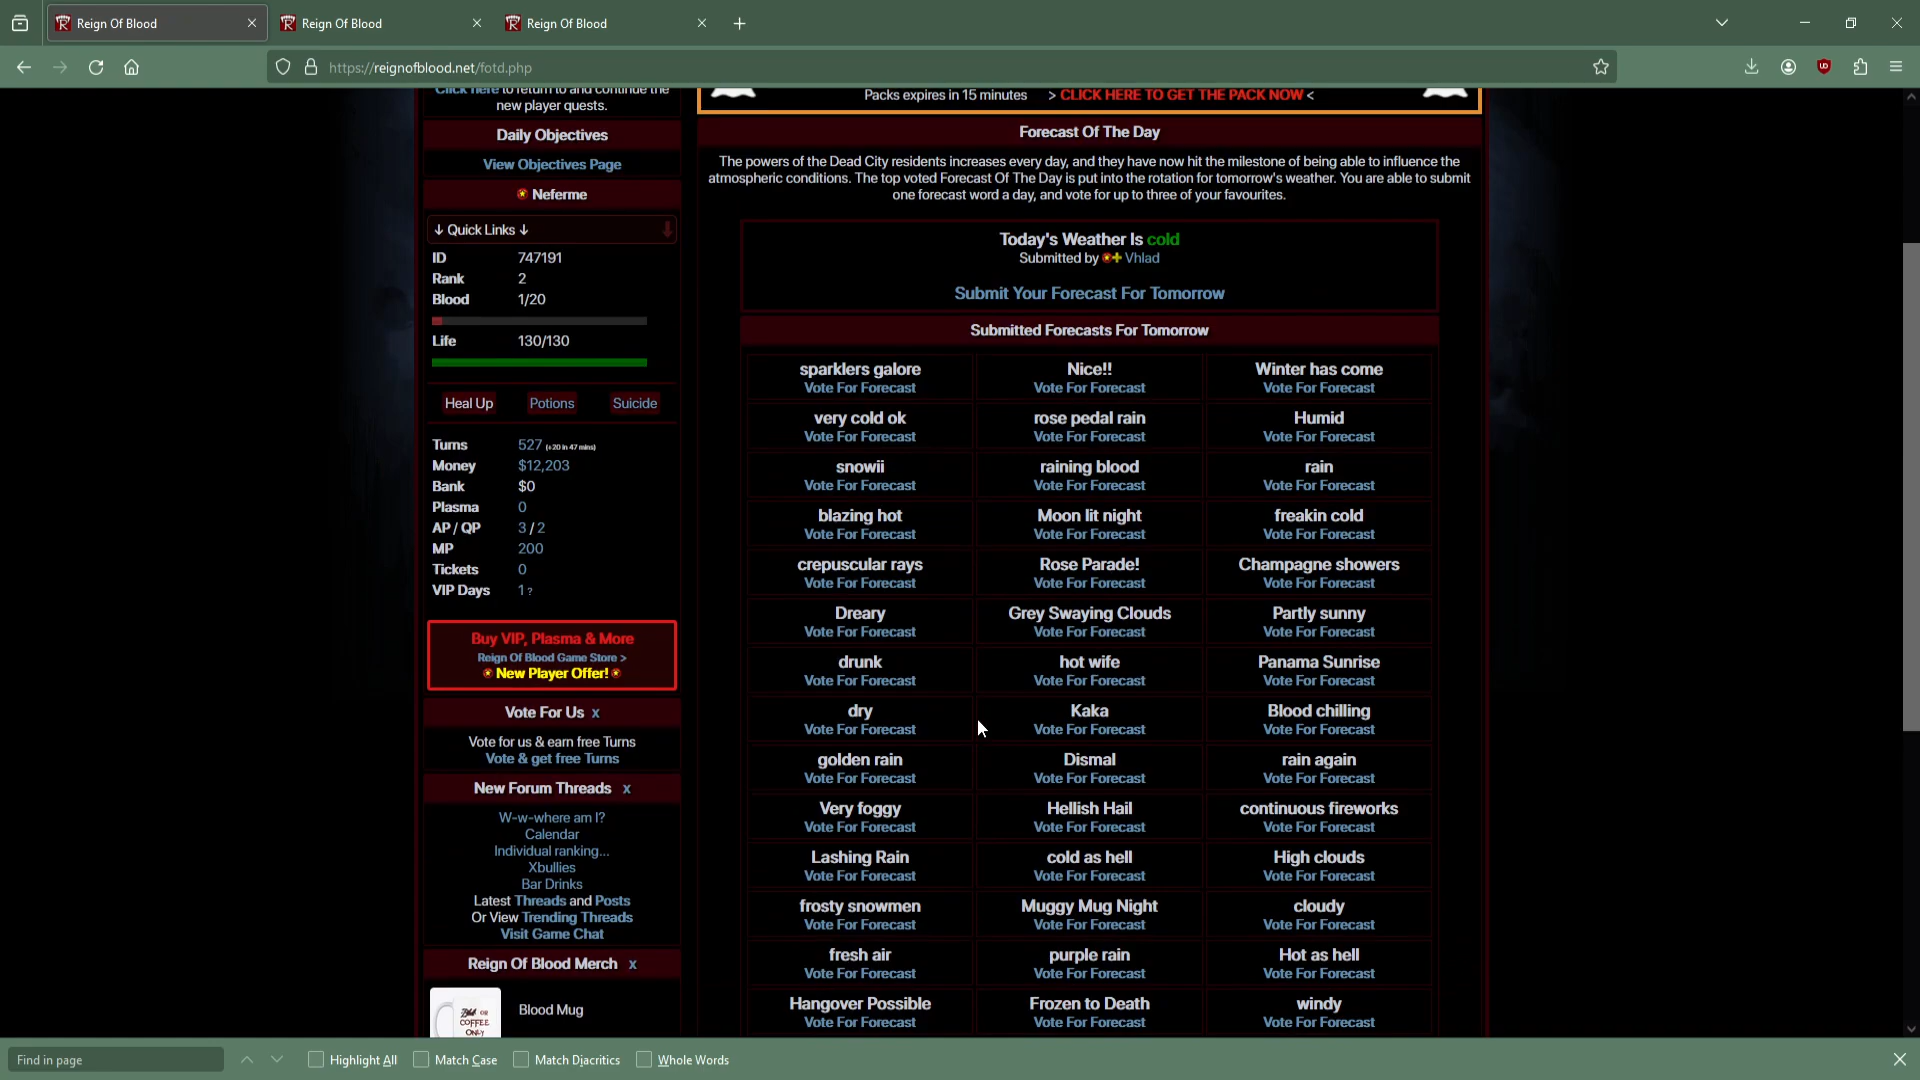 Reign Of Blood
Reign Of Blood
Reign Of Blood
https://reignofblood.net/fotd.php
Click here to return to and continue the
new player quests.
Daily Objectives
View Objectives Page
Neferme
↓ Quick Links ↓
ID 747191
Rank 2
Blood 1/20
Life 130/130
Heal Up Potions Suicide
Turns 527 (+20 in 47 mins)
Money $12,203
Bank $0
Plasma 0
AP / QP 3 / 2
MP 200
Tickets 0
VIP Days 1 ?
Buy VIP, Plasma & More
Reign Of Blood Game Store >
New Player Offer!
Vote For Us x
Vote for us & earn free Turns
Vote & get free Turns
New Forum Threads x
W-w-where am I?
Calendar
Individual ranking...
Xbullies
Bar Drinks
Latest Threads and Posts
Or View Trending Threads
Visit Game Chat
Reign Of Blood Merch x
COFFEE
ONLY
Blood Mug
Packs expires in 15 minutes > CLICK HERE TO GET THE PACK NOW <
Forecast Of The Day
The powers of the Dead City residents increases every day, and they have now hit the milestone of being able to influence the
atmospheric conditions. The top voted Forecast Of The Day is put into the rotation for tomorrow's weather. You are able to submit
one forecast word a day, and vote for up to three of your favourites.
Today's Weather Is cold
Submitted by Vhlad
Submit Your Forecast For Tomorrow
Submitted Forecasts For Tomorrow
sparklers galore Nice!! Winter has come
Vote For Forecast Vote For Forecast Vote For Forecast
very cold ok rose pedal rain Humid
Vote For Forecast Vote For Forecast Vote For Forecast
snowii raining blood rain
Vote For Forecast Vote For Forecast Vote For Forecast
blazing hot Moon lit night freakin cold
Vote For Forecast Vote For Forecast Vote For Forecast
crepuscular rays Rose Parade! Champagne showers
Vote For Forecast Vote For Forecast Vote For Forecast
Dreary Grey Swaying Clouds Partly sunny
Vote For Forecast Vote For Forecast Vote For Forecast
drunk hot wife Panama Sunrise
Vote For Forecast Vote For Forecast Vote For Forecast
dry Kaka Blood chilling
Vote For Forecast Vote For Forecast Vote For Forecast
golden rain Dismal rain again
Vote For Forecast Vote For Forecast Vote For Forecast
Very foggy Hellish Hail continuous fireworks
Vote For Forecast Vote For Forecast Vote For Forecast
Lashing Rain cold as hell High clouds
Vote For Forecast Vote For Forecast Vote For Forecast
frosty snowmen Muggy Mug Night cloudy
Vote For Forecast Vote For Forecast Vote For Forecast
fresh air purple rain Hot as hell
Vote For Forecast Vote For Forecast Vote For Forecast
Hangover Possible Frozen to Death windy
Vote For Forecast Vote For Forecast Vote For Forecast
Find in page Highlight All Match Case Match Diacritics Whole Words